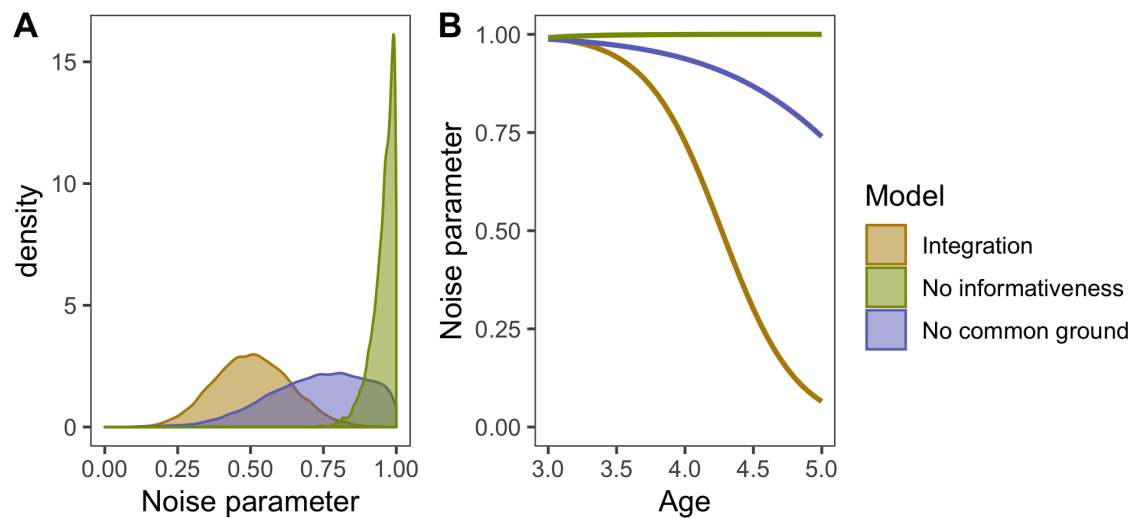 A
density
15
10
5
0
0.00 0.25 0.50 0.75 1.00
Noise parameter
B
Noise parameter
1.00
0.75
0.50
0.25
0.00
3.0 3.5 4.0 4.5 5.0
Age
Model
Integration
No informativeness
No common ground